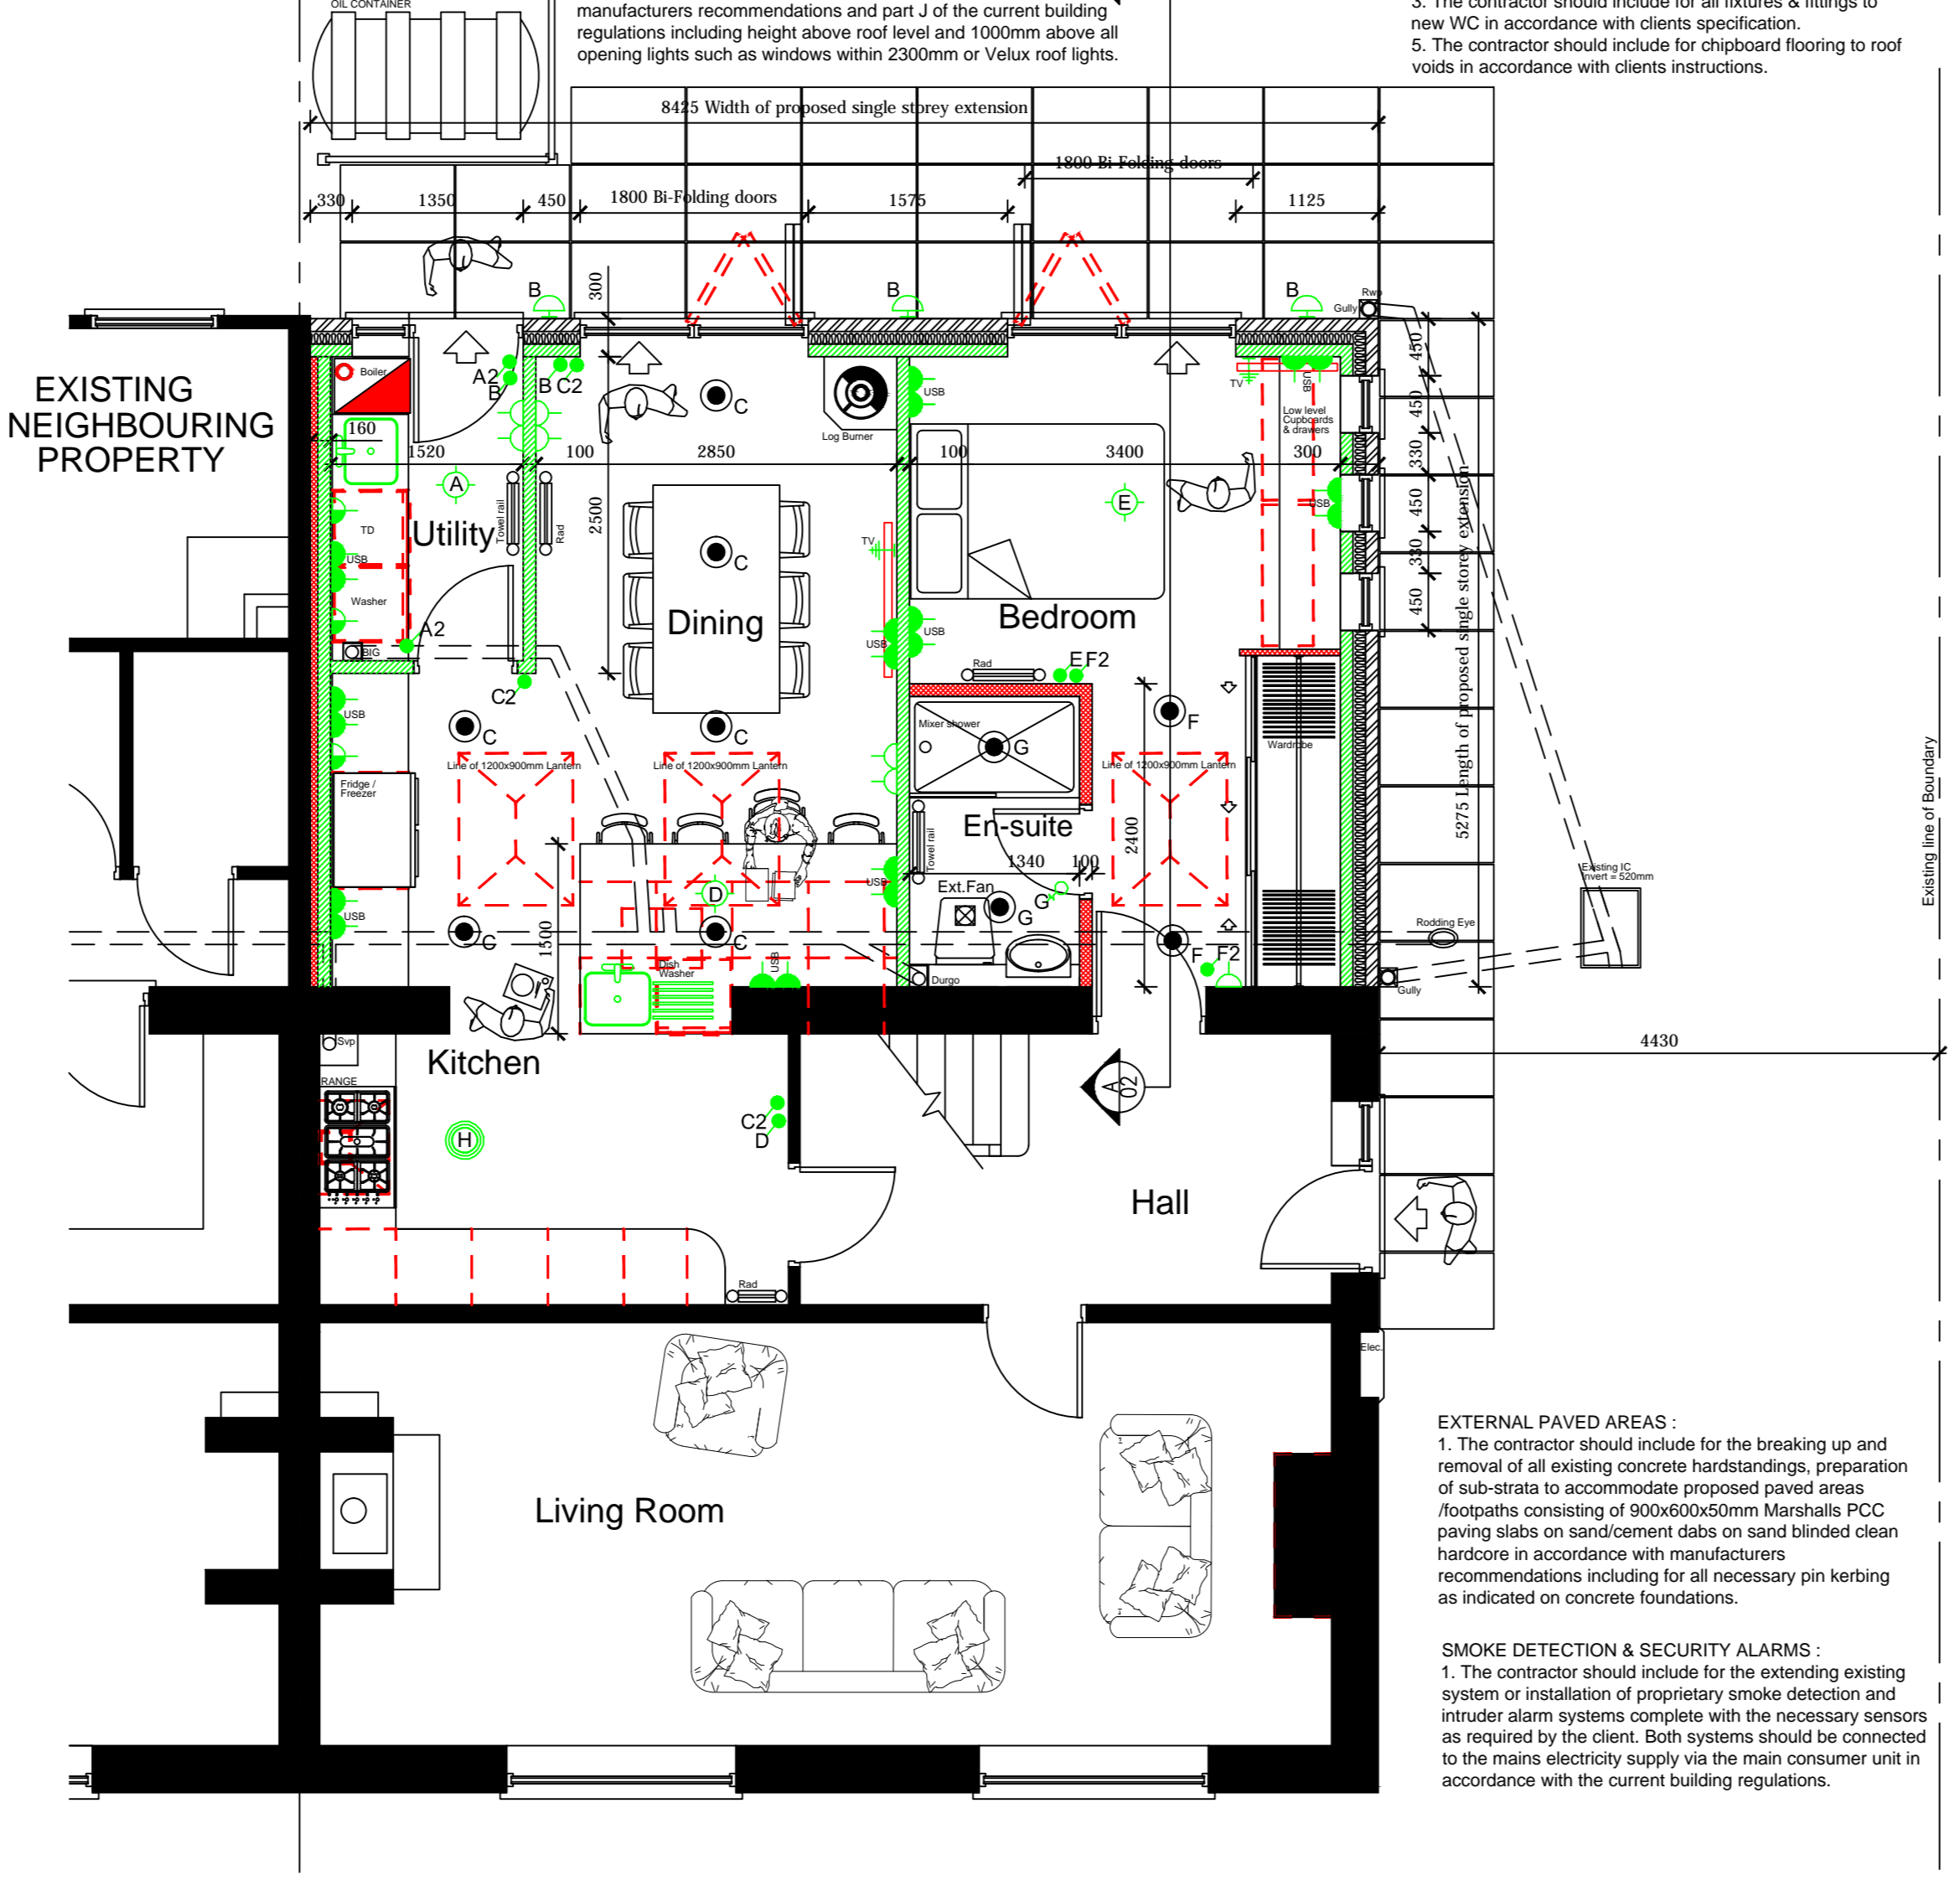 OIL CONTAINER
manufacturers recommendations and part J of the current building
regulations including height above roof level and 1000mm above all
opening lights such as windows within 2300mm or Velux roof lights.
3. The contractor should include for all fixtures & fittings to
new WC in accordance with clients specification.
5. The contractor should include for chipboard flooring to roof
voids in accordance with clients instructions.
8425 Width of proposed single storey extension
1800 Bi-Folding doors
330
1350
450
1800 Bi-Folding doors
1575
1125
300
B
B
B
Rwp
Gully
EXISTING
NEIGHBOURING
PROPERTY
Boiler
A2
B
B C2
C
Log Burner
USB
TV
USB
Low level
Cupboards
& drawers
450
450
330
450
330
450
160
1520
100
2850
100
3400
300
A
E
2500
Utility
Towel rail
Rad
TD
USB
Washer
C
TV
USB
5275 Length of proposed single storey extension
Dining
Bedroom
A2
BIG
USB
USB
Rad
E F2
C2
USB
C
C
Mixer shower
G
F
Wardrobe
Line of 1200x900mm Lantern
Line of 1200x900mm Lantern
Line of 1200x900mm Lantern
Fridge /
Freezer
En-suite
Towel rail
2400
1340
100
USB
D
Ext.Fan
G
G
USB
C
1500
C
F
F2
Existing IC
Invert = 520mm
Rodding Eye
Existing line of Boundary
Dish
Washer
USB
Durgo
Gully
4430
Svp
Kitchen
RANGE
A
02
C2
D
H
Hall
Rad
Elec.
Living Room
EXTERNAL PAVED AREAS :
1. The contractor should include for the breaking up and
removal of all existing concrete hardstandings, preparation
of sub-strata to accommodate proposed paved areas
/footpaths consisting of 900x600x50mm Marshalls PCC
paving slabs on sand/cement dabs on sand blinded clean
hardcore in accordance with manufacturers
recommendations including for all necessary pin kerbing
as indicated on concrete foundations.
SMOKE DETECTION & SECURITY ALARMS :
1. The contractor should include for the extending existing
system or installation of proprietary smoke detection and
intruder alarm systems complete with the necessary sensors
as required by the client. Both systems should be connected
to the mains electricity supply via the main consumer unit in
accordance with the current building regulations.